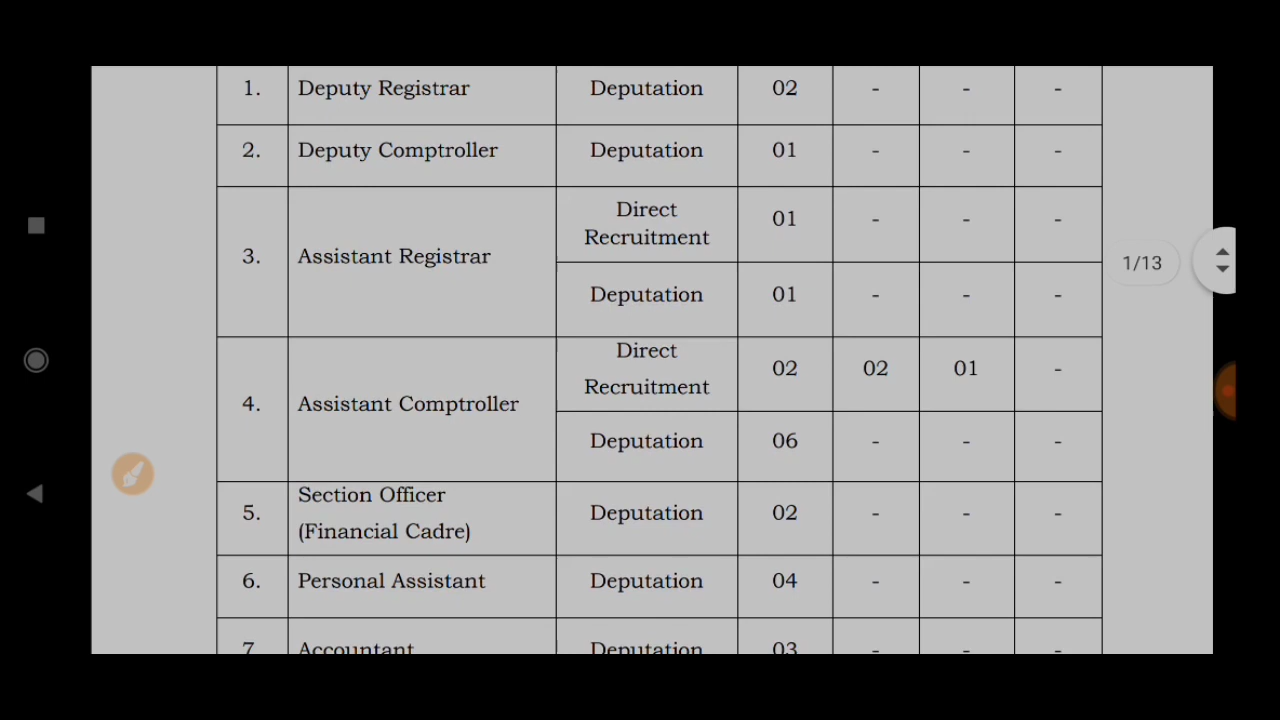 1. Deputy Registrar Deputation 02 - - -
2. Deputy Comptroller Deputation 01 - - -
Direct
Recruitment 01 - - -
3. Assistant Registrar
Deputation 01 - - -
1/13
Direct
Recruitment 02 02 01 -
4. Assistant Comptroller
Deputation 06 - - -
Section Officer
5. Deputation 02 - - -
(Financial Cadre)
6. Personal Assistant Deputation 04 - - -
7. Accountant Deputation 03 - - -